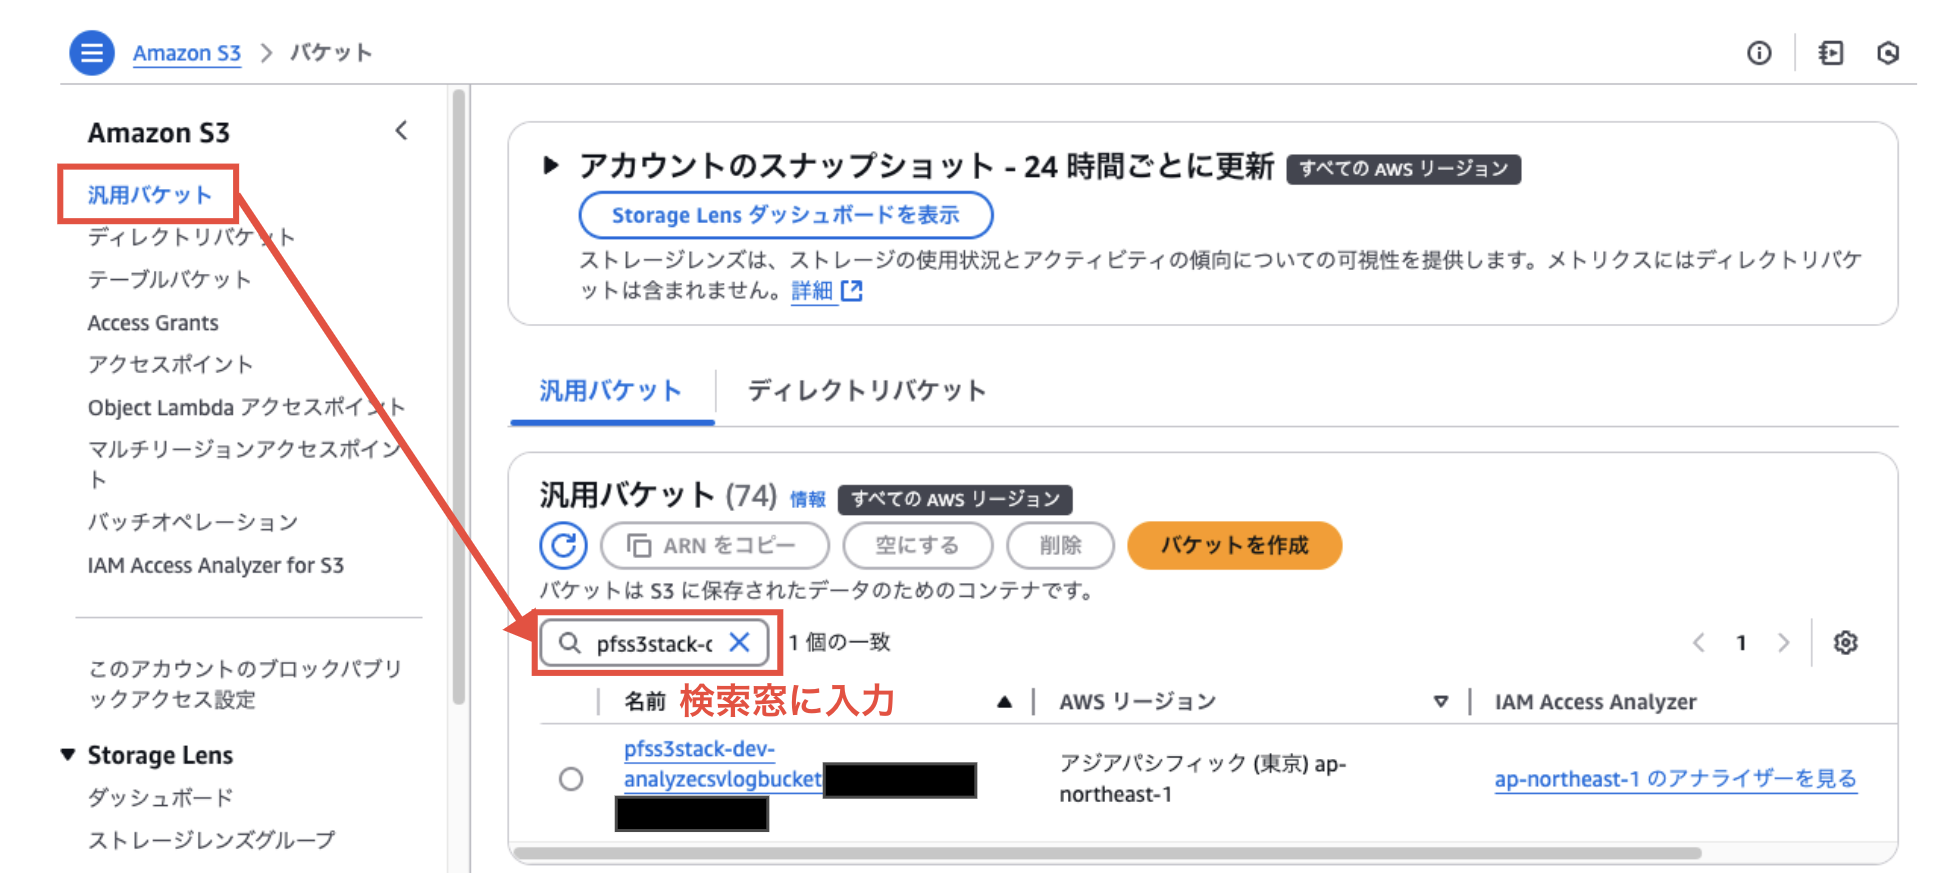 Amazon S3 > バケット
Amazon S3
汎用バケット
ディレクトリバケット
テーブルバケット
Access Grants
アクセスポイント
Object Lambda アクセスポイント
マルチリージョンアクセスポイン
ト
バッチオペレーション
IAM Access Analyzer for S3
このアカウントのブロックパブリ
ックアクセス設定
Storage Lens
ダッシュボード
ストレージレンズグループ
アカウントのスナップショット - 24 時間ごとに更新 すべての AWS リージョン
Storage Lens ダッシュボードを表示
ストレージレンズは、ストレージの使用状況とアクティビティの傾向についての可視性を提供します。メトリクスにはディレクトリバケ
ットは含まれません。詳細
汎用バケット ディレクトリバケット
汎用バケット (74) 情報 すべての AWS リージョン
ARN をコピー 空にする 削除 バケットを作成
バケットは S3 に保存されたデータのためのコンテナです。
pfss3stack-c 1 個の一致 1
名前 検索窓に入力 AWS リージョン IAM Access Analyzer
pfss3stack-dev-
analyzecsvlogbucket
アジアパシフィック (東京) ap-
northeast-1
ap-northeast-1 のアナライザーを見る